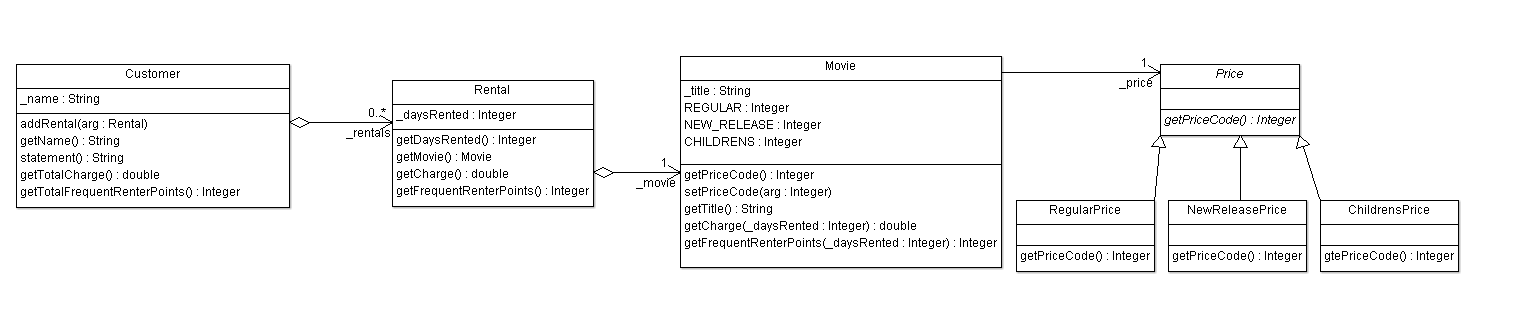 Customer
_name : String
addRental(arg : Rental)
getName() : String
statement() : String
getTotalCharge() : double
getTotalFrequentRenterPoints() : Integer
0..*
_rentals
Rental
_daysRented : Integer
getDaysRented() : Integer
getMovie() : Movie
getCharge() : double
getFrequentRenterPoints() : Integer
1
_movie
Movie
_title : String
REGULAR : Integer
NEW_RELEASE : Integer
CHILDRENS : Integer
getPriceCode() : Integer
setPriceCode(arg : Integer)
getTitle() : String
getCharge(_daysRented : Integer) : double
getFrequentRenterPoints(_daysRented : Integer) : Integer
1
_price
Price
getPriceCode() : Integer
RegularPrice
getPriceCode() : Integer
NewReleasePrice
getPriceCode() : Integer
ChildrensPrice
gtePriceCode() : Integer